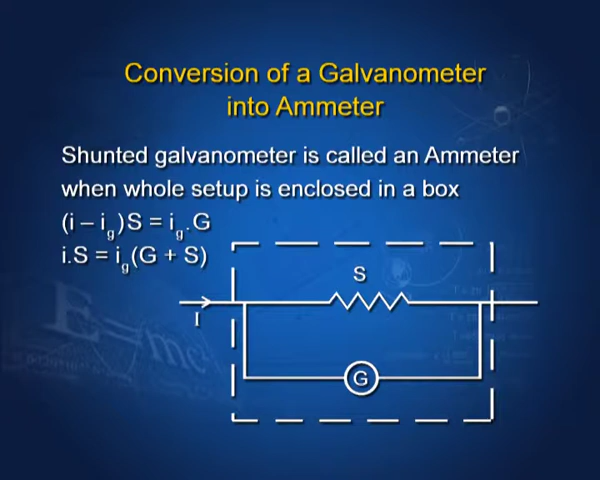 Conversion of a Galvanometer
into Ammeter
Shunted galvanometer is called an Ammeter
when whole setup is enclosed in a box
(i – i_g)S = i_g.G
i.S = i_g(G + S)
S
I
G
E=mc